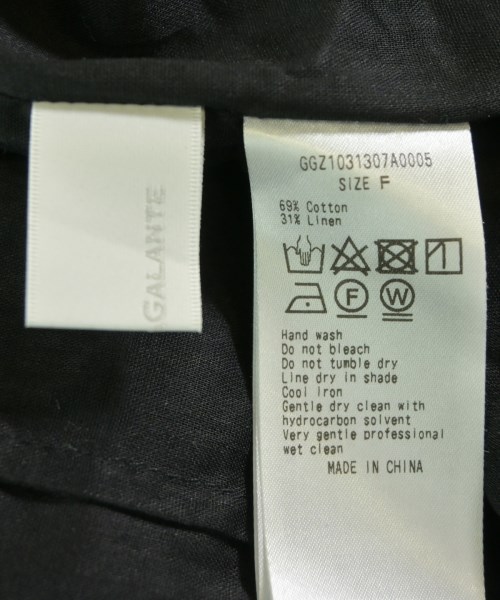 GALANTE
GGZ1031307A0005
SIZE F
69% Cotton
31% Linen
F
W
Hand wash
Do not bleach
Do not tumble dry
Line dry in shade
Cool iron
Gentle dry clean with
hydrocarbon solvent
Very gentle professional
wet clean
MADE IN CHINA